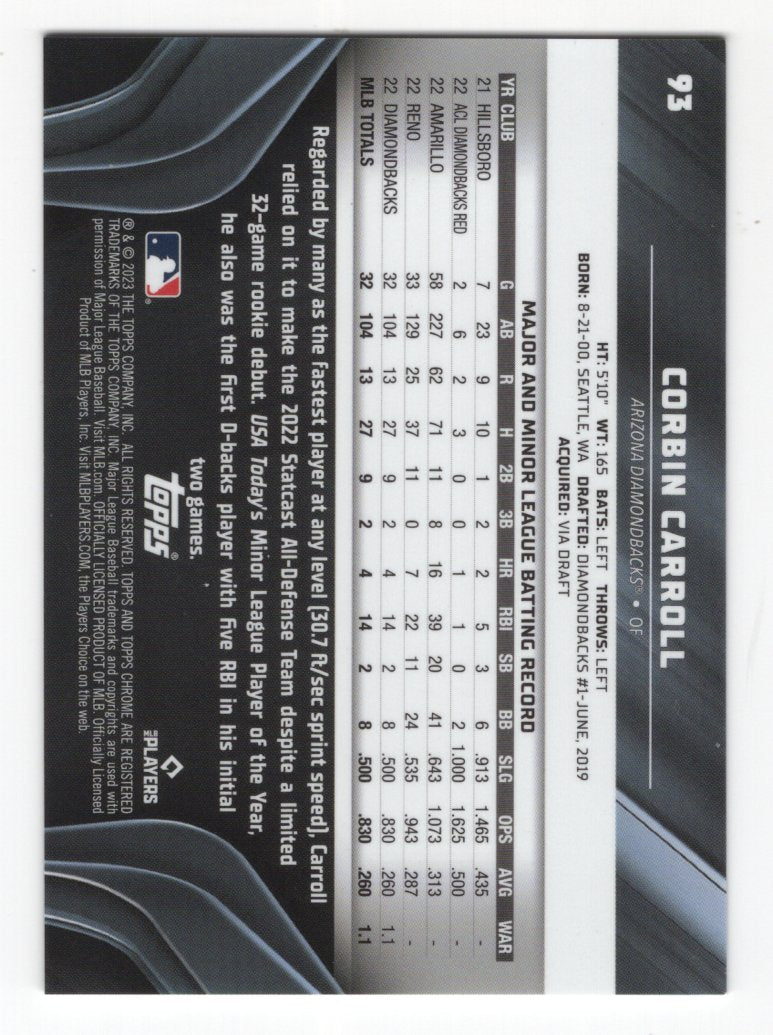 93
CORBIN CARROLL
ARIZONA DIAMONDBACKS® • OF
HT: 5'10" WT: 165 BATS: LEFT THROWS: LEFT
BORN: 8-21-00, SEATTLE, WA DRAFTED: DIAMONDBACKS #1-JUNE, 2019
ACQUIRED: VIA DRAFT
MAJOR AND MINOR LEAGUE BATTING RECORD
YR CLUB G AB R H 2B 3B HR RBI SB BB SLG OPS AVG WAR
21 HILLSBORO 7 23 9 10 1 2 2 5 3 6 .913 1.465 .435 -
22 ACL DIAMONDBACKS RED 2 6 2 3 0 0 1 1 0 2 1.000 1.625 .500 -
22 AMARILLO 58 227 62 71 11 8 16 39 20 41 .643 1.073 .313 -
22 RENO 33 129 25 37 11 0 7 22 11 24 .535 .943 .287 -
22 DIAMONDBACKS 32 104 13 27 9 2 4 14 2 8 .500 .830 .260 1.1
MLB TOTALS 32 104 13 27 9 2 4 14 2 8 .500 .830 .260 1.1
Regarded by many as the fastest player at any level (30.7 ft/sec sprint speed), Carroll
relied on it to make the 2022 Statcast All-Defense Team despite a limited
32-game rookie debut. USA Today's Minor League Player of the Year,
he also was the first D-backs player with five RBI in his initial
two games.
topps®
MLB PLAYERS
® & © 2023 THE TOPPS COMPANY, INC. ALL RIGHTS RESERVED. TOPPS AND TOPPS CHROME ARE REGISTERED
TRADEMARKS OF THE TOPPS COMPANY, INC. Major League Baseball trademarks and copyrights are used with
permission of Major League Baseball. Visit MLB.com. OFFICIALLY LICENSED PRODUCT OF MLB. Officially Licensed
Product of MLB Players, Inc. Visit MLBPLAYERS.COM, the Players Choice on the web.